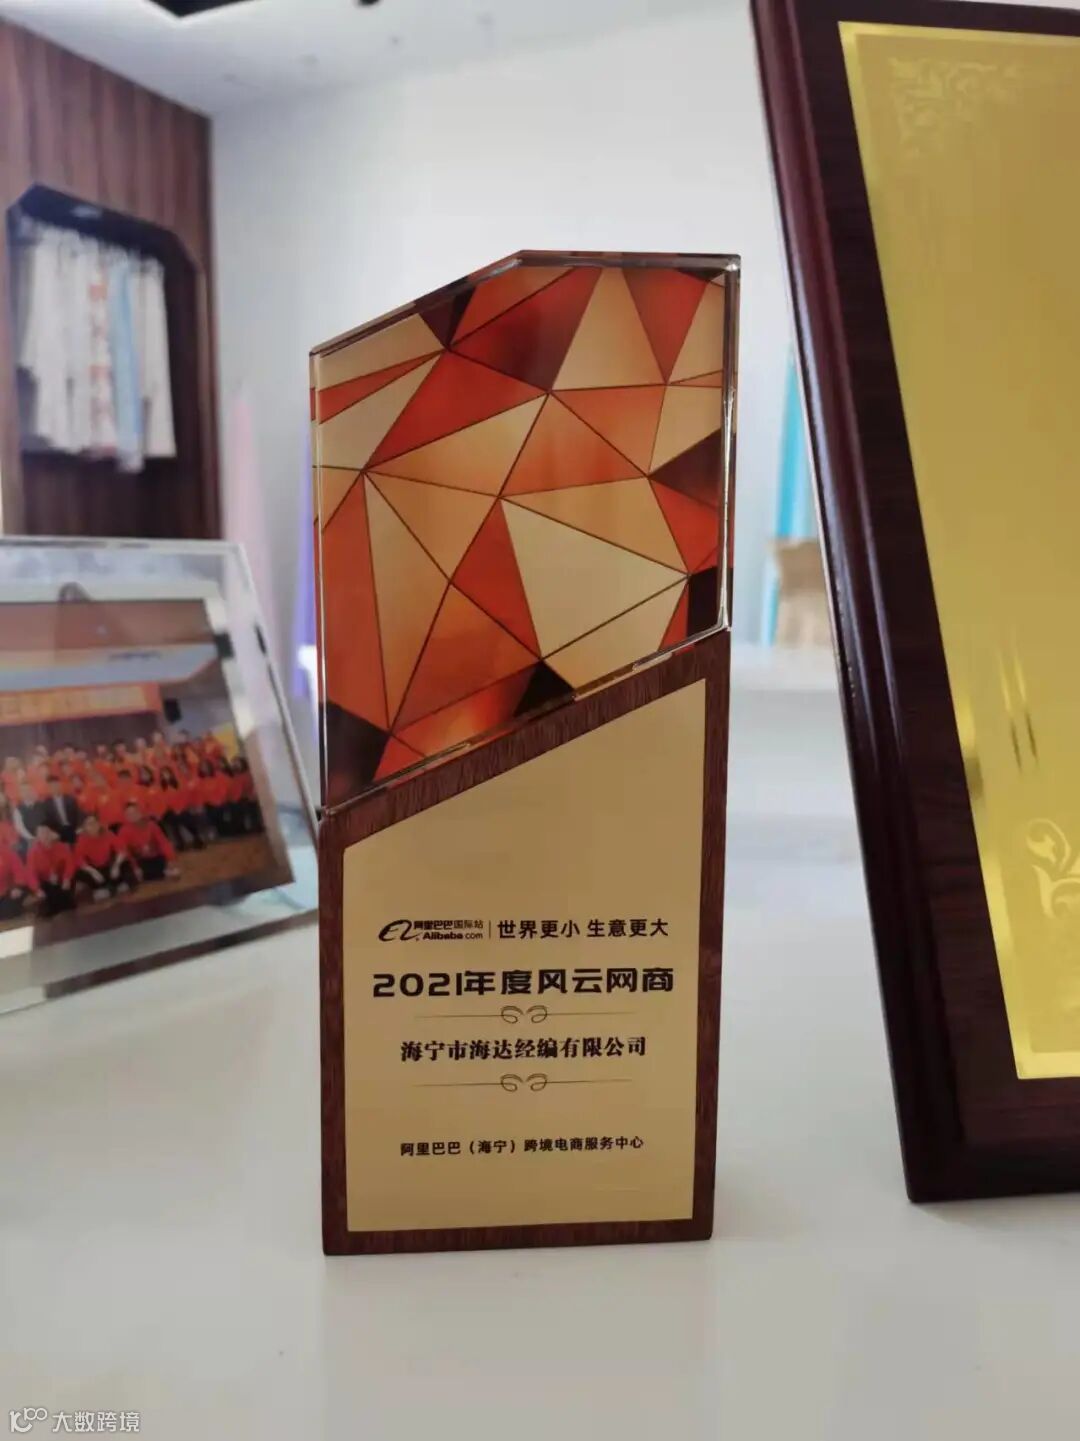 阿里巴巴国际站
Alibaba.com
世界更小 生意更大
2021年度风云网商
海宁市海达经编有限公司
阿里巴巴（海宁）跨境电商服务中心
大数跨境